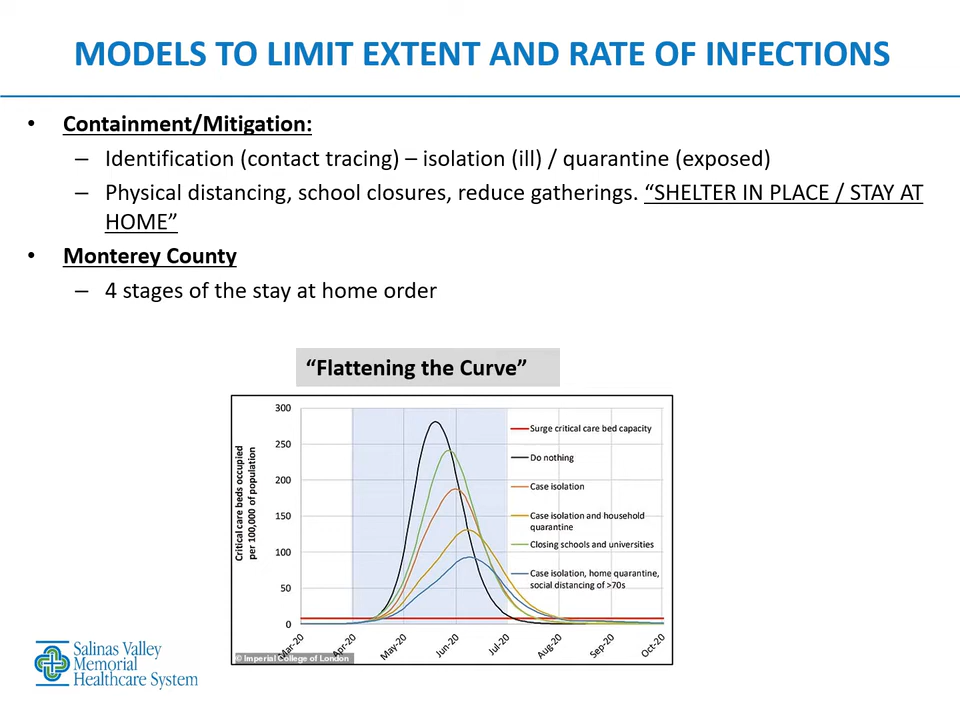 MODELS TO LIMIT EXTENT AND RATE OF INFECTIONS
• Containment/Mitigation:
– Identification (contact tracing) – isolation (ill) / quarantine (exposed)
– Physical distancing, school closures, reduce gatherings. “SHELTER IN PLACE / STAY AT
HOME”
• Monterey County
– 4 stages of the stay at home order
“Flattening the Curve”
Critical care beds occupied
per 100,000 of population
300
250
200
150
100
50
0
Surge critical care bed capacity
Do nothing
Case isolation
Case isolation and household
quarantine
Closing schools and universities
Case isolation, home quarantine,
social distancing of >70s
Mar-20
Apr-20
May-20
Jun-20
Jul-20
Aug-20
Sep-20
Oct-20
© Imperial College of London
Salinas Valley
Memorial
Healthcare System